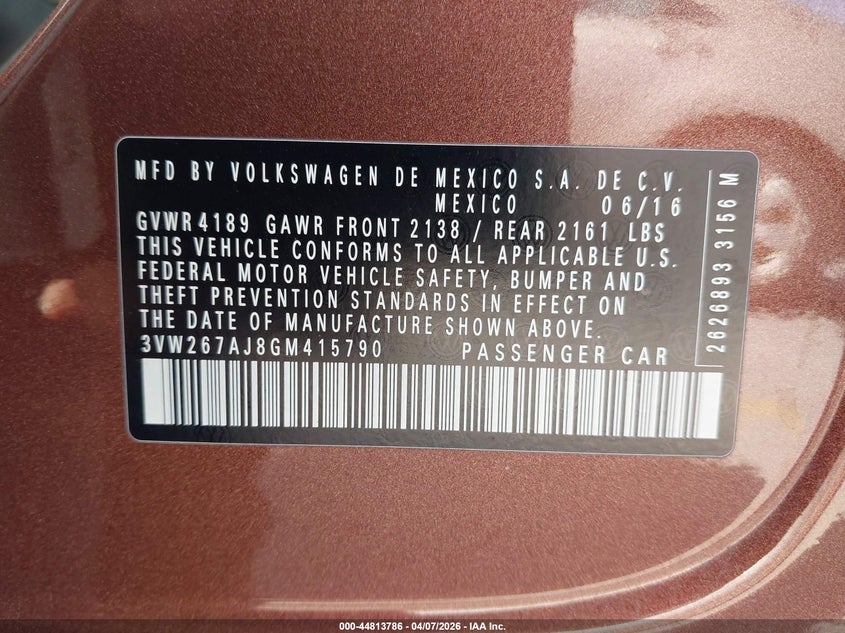 MFD BY VOLKSWAGEN DE MEXICO S.A. DE C.V.
MEXICO 06/16
GVWR 4189 GAWR FRONT 2138 / REAR 2161 LBS
THIS VEHICLE CONFORMS TO ALL APPLICABLE U.S.
FEDERAL MOTOR VEHICLE SAFETY, BUMPER AND
THEFT PREVENTION STANDARDS IN EFFECT ON
THE DATE OF MANUFACTURE SHOWN ABOVE.
3VW267AJ8GM415790 PASSENGER CAR
2626893 3156 M
000-44813786 - 04/07/2026 - IAA Inc.